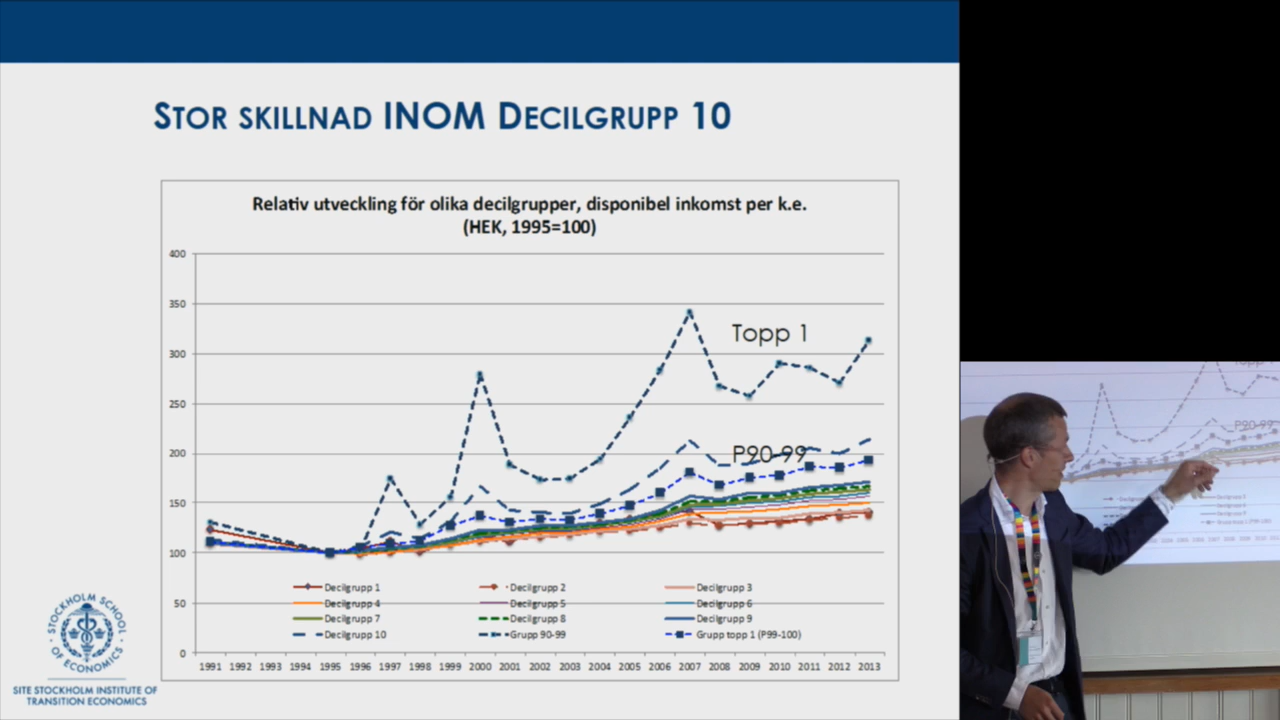 STOR SKILLNAD INOM DECILGRUPP 10
Relativ utveckling för olika decilgrupper, disponibel inkomst per k.e.
(HEK, 1995=100)
400
350
300
250
200
150
100
50
0
Topp 1
P90-99
Decilgrupp 1 Decilgrupp 2 Decilgrupp 3
Decilgrupp 4 Decilgrupp 5 Decilgrupp 6
Decilgrupp 7 Decilgrupp 8 Decilgrupp 9
Decilgrupp 10 Grupp 90-99 Grupp topp 1 (P99-100)
1991 1992 1993 1994 1995 1996 1997 1998 1999 2000 2001 2002 2003 2004 2005 2006 2007 2008 2009 2010 2011 2012 2013
STOCKHOLM SCHOOL
OF ECONOMICS
SITE STOCKHOLM INSTITUTE OF
TRANSITION ECONOMICS
P90-99